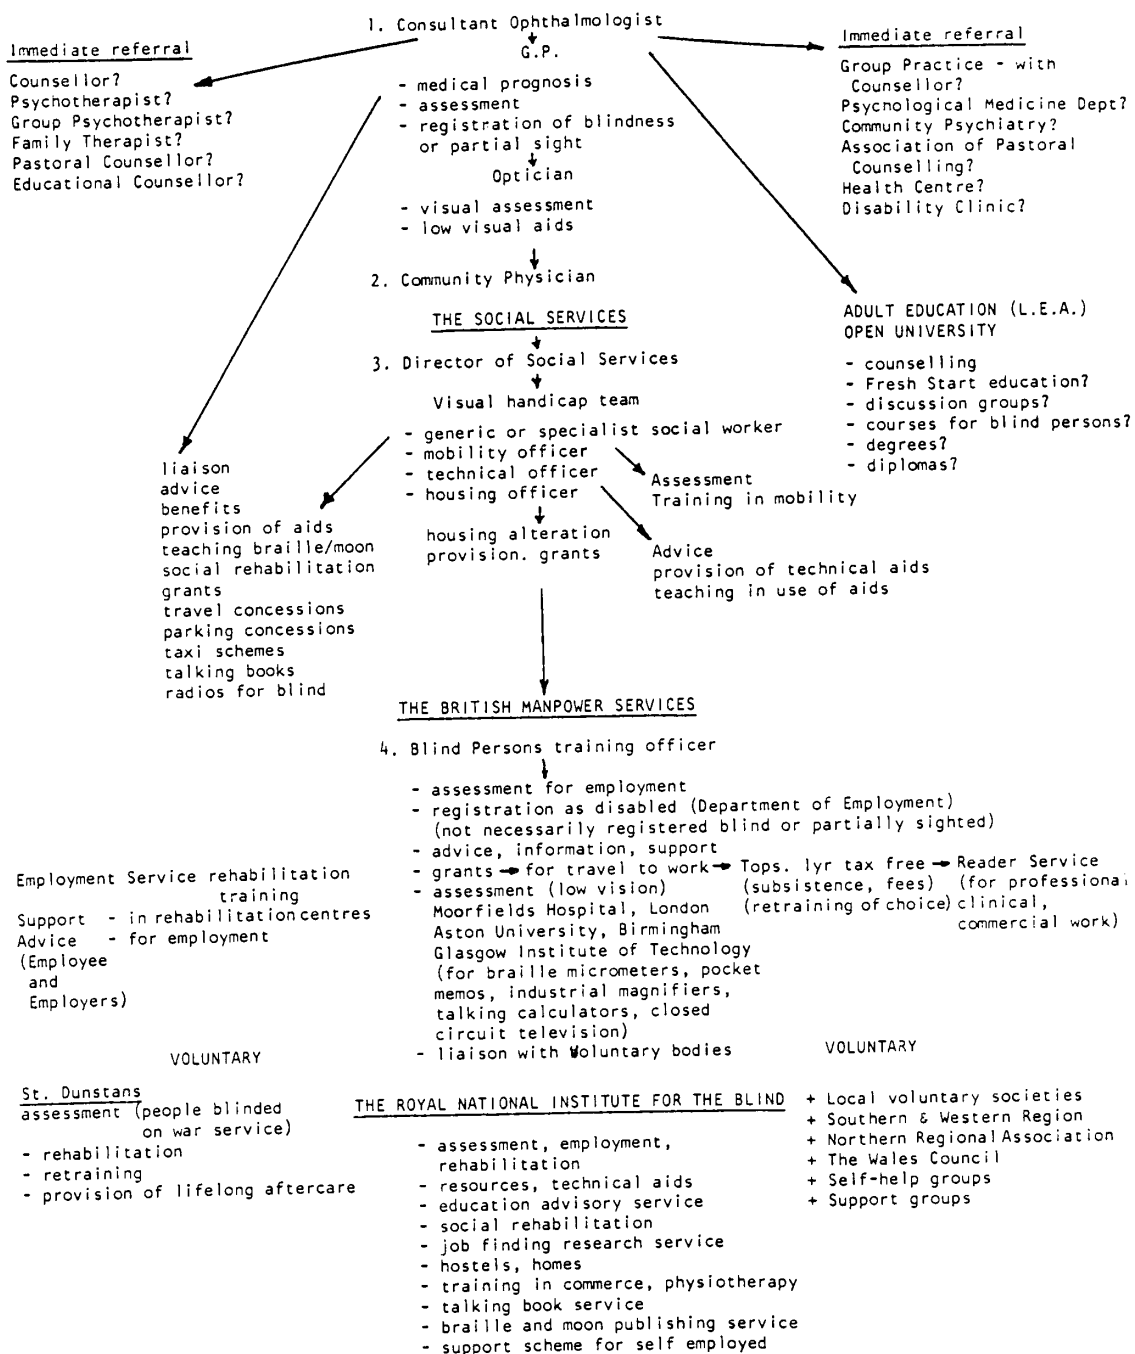 1. Consultant Ophthalmologist
G.P.
- medical prognosis
- assessment
- registration of blindness
or partial sight
Optician
- visual assessment
- low visual aids
Immediate referral
Counsellor?
Psychotherapist?
Group Psychotherapist?
Family Therapist?
Pastoral Counsellor?
Educational Counsellor?
Immediate referral
Group Practice - with
Counsellor?
Psychological Medicine Dept?
Community Psychiatry?
Association of Pastoral
Counselling?
Health Centre?
Disability Clinic?
2. Community Physician
THE SOCIAL SERVICES
3. Director of Social Services
Visual handicap team
- generic or specialist social worker
- mobility officer
- technical officer
- housing officer
housing alteration
provision. grants
ADULT EDUCATION (L.E.A.)
OPEN UNIVERSITY
- counselling
- Fresh Start education?
- discussion groups?
- courses for blind persons?
- degrees?
- diplomas?
liaison
advice
benefits
provision of aids
teaching braille/moon
social rehabilitation
grants
travel concessions
parking concessions
taxi schemes
talking books
radios for blind
Assessment
Training in mobility
Advice
provision of technical aids
teaching in use of aids
THE BRITISH MANPOWER SERVICES
4. Blind Persons training officer
- assessment for employment
- registration as disabled (Department of Employment)
(not necessarily registered blind or partially sighted)
- advice, information, support
- grants → for travel to work → Tops. 1yr tax free → Reader Service
(subsistence, fees) (for professional
(retraining of choice) clinical,
commercial work)
- assessment (low vision)
Moorfields Hospital, London
Aston University, Birmingham
Glasgow Institute of Technology
(for braille micrometers, pocket
memos, industrial magnifiers,
talking calculators, closed
circuit television)
- liaison with Voluntary bodies
Employment Service rehabilitation
training
Support - in rehabilitation centres
Advice - for employment
(Employee
and
Employers)
VOLUNTARY
St. Dunstans
assessment (people blinded
on war service)
- rehabilitation
- retraining
- provision of lifelong aftercare
THE ROYAL NATIONAL INSTITUTE FOR THE BLIND
- assessment, employment,
rehabilitation
- resources, technical aids
- education advisory service
- social rehabilitation
- job finding research service
- hostels, homes
- training in commerce, physiotherapy
- talking book service
- braille and moon publishing service
- support scheme for self employed
VOLUNTARY
+ Local voluntary societies
+ Southern & Western Region
+ Northern Regional Association
+ The Wales Council
+ Self-help groups
+ Support groups